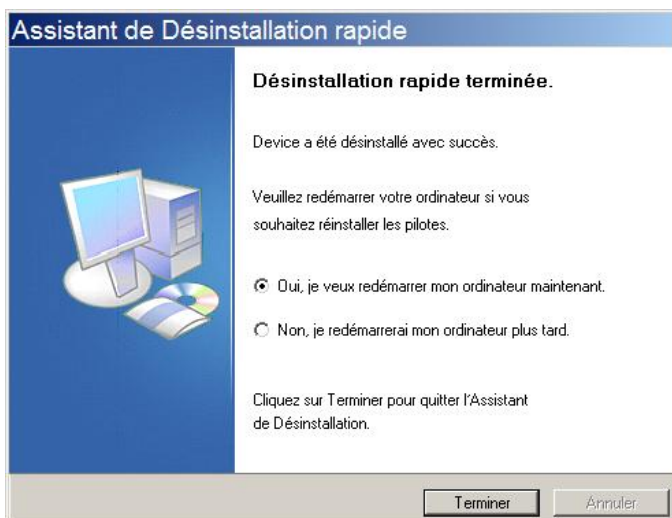 Assistant de Désinstallation rapide
Désinstallation rapide terminée.
Device a été désinstallé avec succès.
Veuillez redémarrer votre ordinateur si vous
souhaitez réinstaller les pilotes.
Oui, je veux redémarrer mon ordinateur maintenant.
Non, je redémarrerai mon ordinateur plus tard.
Cliquez sur Terminer pour quitter l'Assistant
de Désinstallation.
Terminer
Annuler